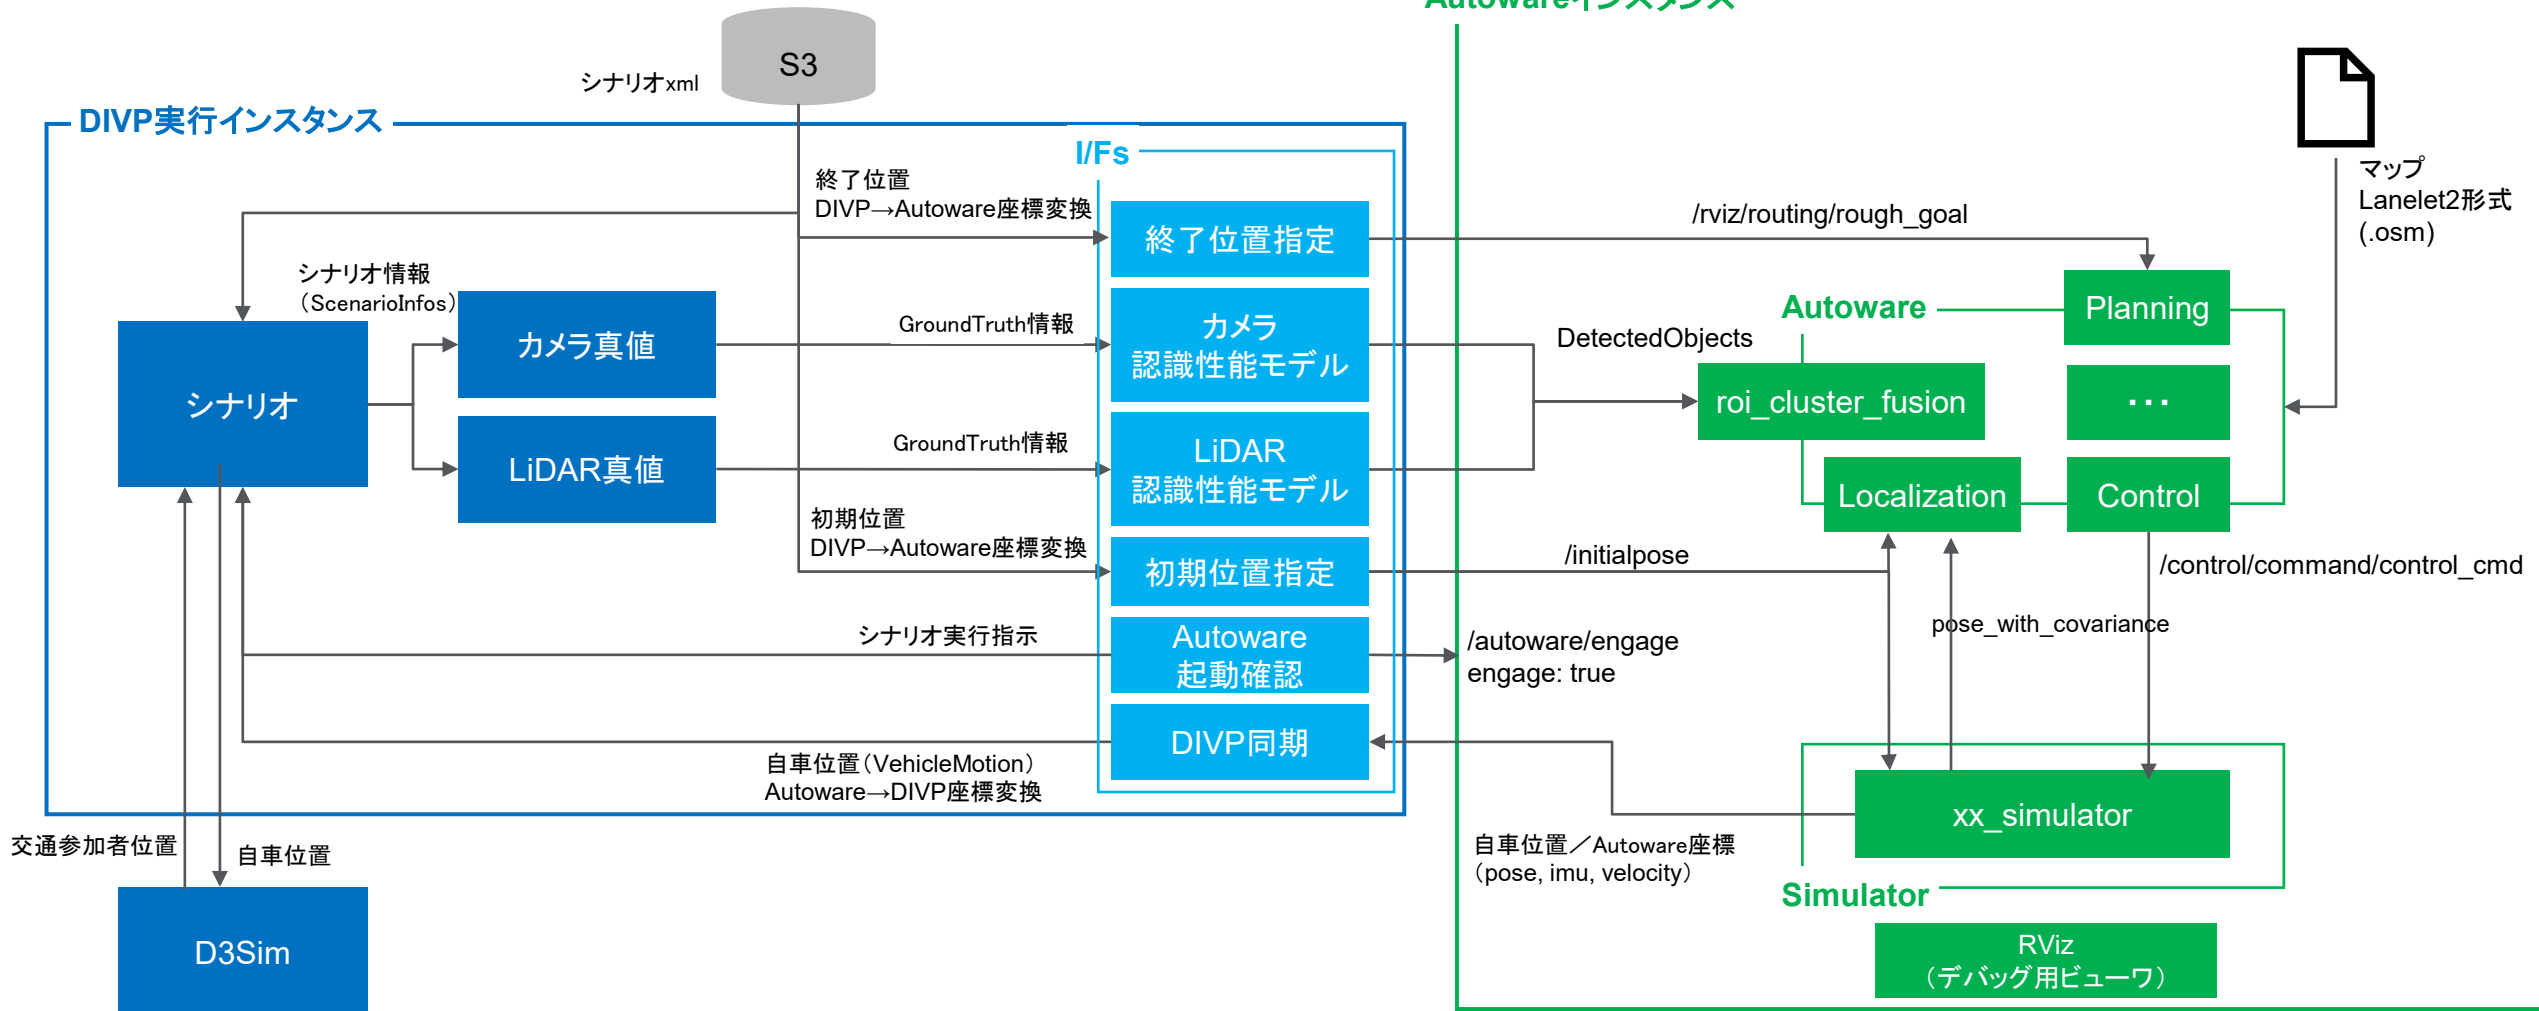 Autowareインスタンス
S3
シナリオxml
DIVP実行インスタンス
I/Fs
終了位置
DIVP→Autoware座標変換
終了位置指定
/rviz/routing/rough_goal
マップ
Lanelet2形式
(.osm)
シナリオ情報
（ScenarioInfos）
カメラ真値
GroundTruth情報
カメラ
認識性能モデル
DetectedObjects
Autoware
Planning
シナリオ
roi_cluster_fusion
・・・
LiDAR真値
GroundTruth情報
LiDAR
認識性能モデル
Localization
Control
初期位置
DIVP→Autoware座標変換
初期位置指定
/initialpose
/control/command/control_cmd
pose_with_covariance
シナリオ実行指示
Autoware
起動確認
/autoware/engage
engage: true
DIVP同期
自車位置（VehicleMotion）
Autoware→DIVP座標変換
xx_simulator
交通参加者位置
自車位置
自車位置／Autoware座標
（pose, imu, velocity）
Simulator
D3Sim
RViz
（デバッグ用ビューワ）